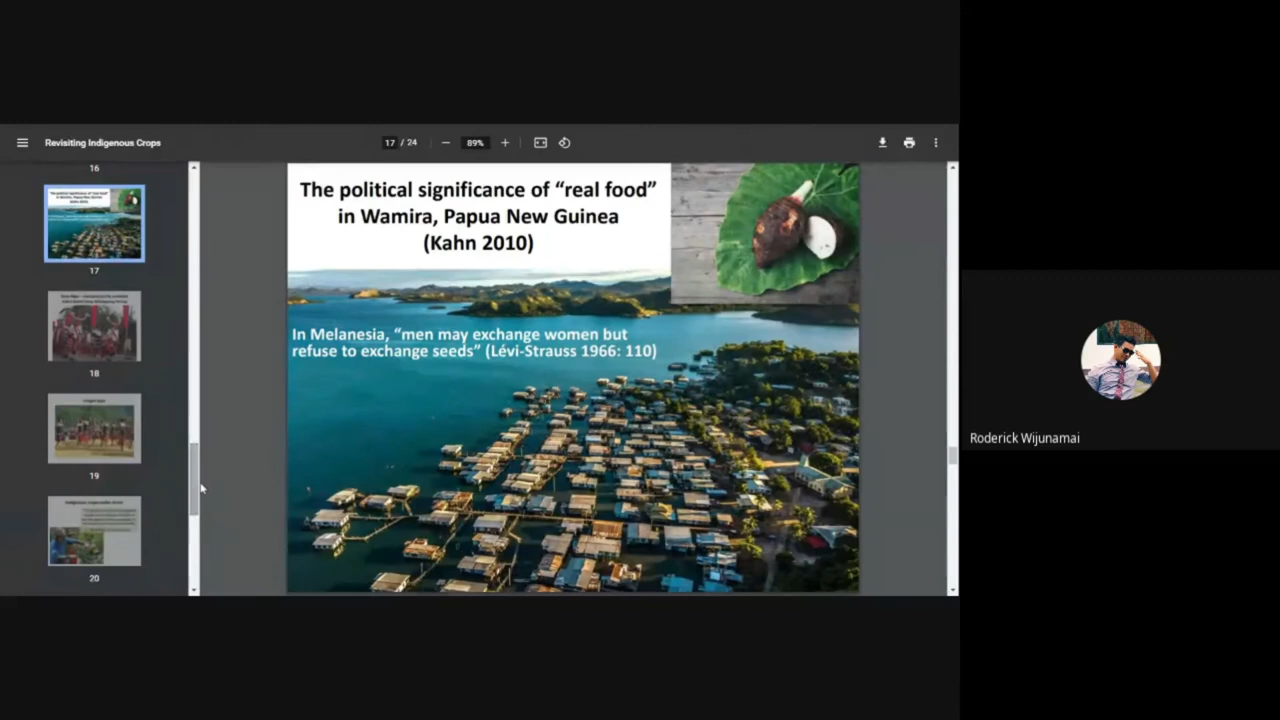 Revisiting Indigenous Crops
17 / 24
89%
16
17
18
19
20
The political significance of “real food”
in Wamira, Papua New Guinea
(Kahn 2010)
In Melanesia, “men may exchange women but
refuse to exchange seeds” (Lévi-Strauss 1966: 110)
Roderick Wijunamai